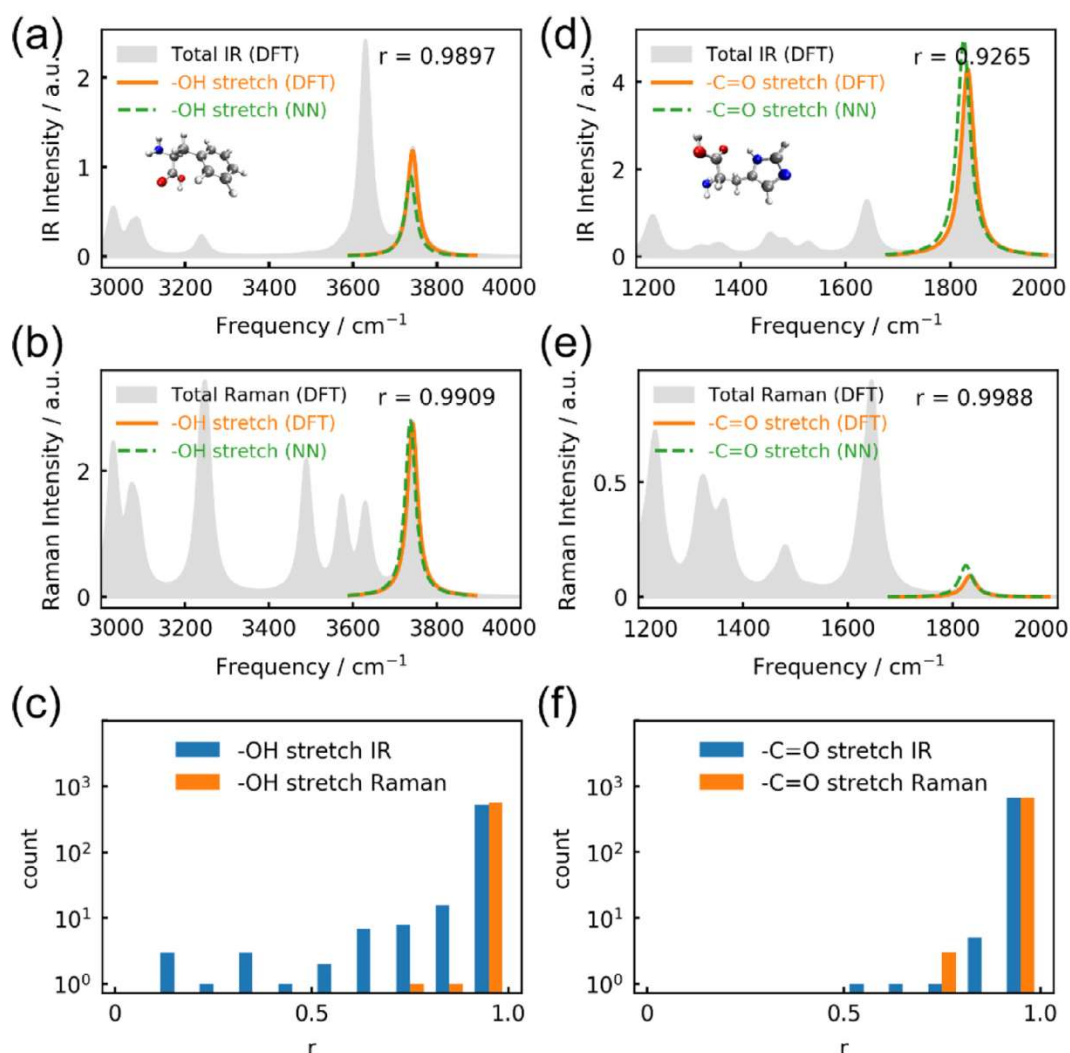 (a)
IR Intensity / a.u.
2
1
0
Total IR (DFT)
-OH stretch (DFT)
-OH stretch (NN)
r = 0.9897
3000 3200 3400 3600 3800 4000
Frequency / cm⁻¹
(d)
IR Intensity / a.u.
4
2
0
Total IR (DFT)
-C=O stretch (DFT)
-C=O stretch (NN)
r = 0.9265
1200 1400 1600 1800 2000
Frequency / cm⁻¹
(b)
Raman Intensity / a.u.
2
0
Total Raman (DFT)
-OH stretch (DFT)
-OH stretch (NN)
r = 0.9909
3000 3200 3400 3600 3800 4000
Frequency / cm⁻¹
(e)
Raman Intensity / a.u.
0.5
0
Total Raman (DFT)
-C=O stretch (DFT)
-C=O stretch (NN)
r = 0.9988
1200 1400 1600 1800 2000
Frequency / cm⁻¹
(c)
count
10³
10²
10¹
10⁰
-OH stretch IR
-OH stretch Raman
0 0.5 1.0
r
(f)
count
10³
10²
10¹
10⁰
-C=O stretch IR
-C=O stretch Raman
0 0.5 1.0
r